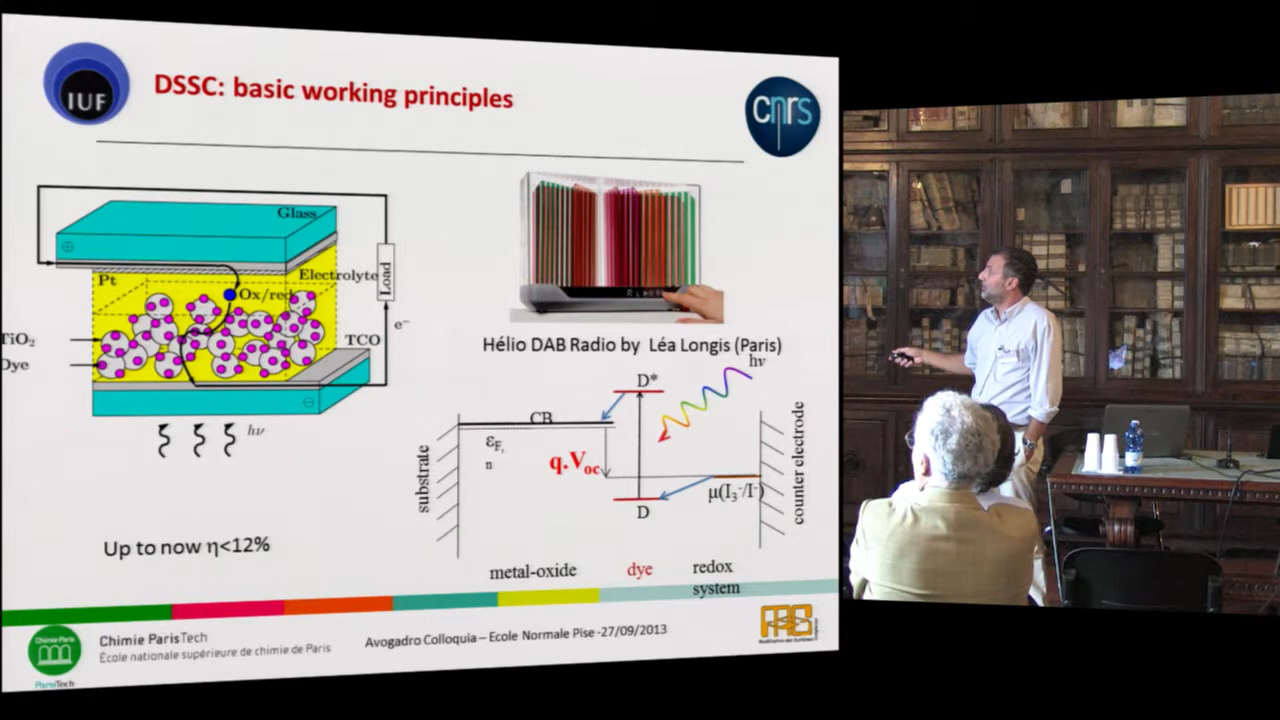 IUF
DSSC: basic working principles
cnrs
Glass
⊕
Pt
Electrolyte
Ox/red
Load
e⁻
TiO₂
Dye
TCO
⊖
hν
Hélio DAB Radio by Léa Longis (Paris)
hν
D*
CB
εF,
n
q.Voc
μ(I₃⁻/I⁻)
D
substrate
counter electrode
metal-oxide
dye
redox
system
Up to now η<12%
Chimie Paris
ParisTech
Chimie ParisTech
École nationale supérieure de chimie de Paris
Avogadro Colloquia – Ecole Normale Pise -27/09/2013